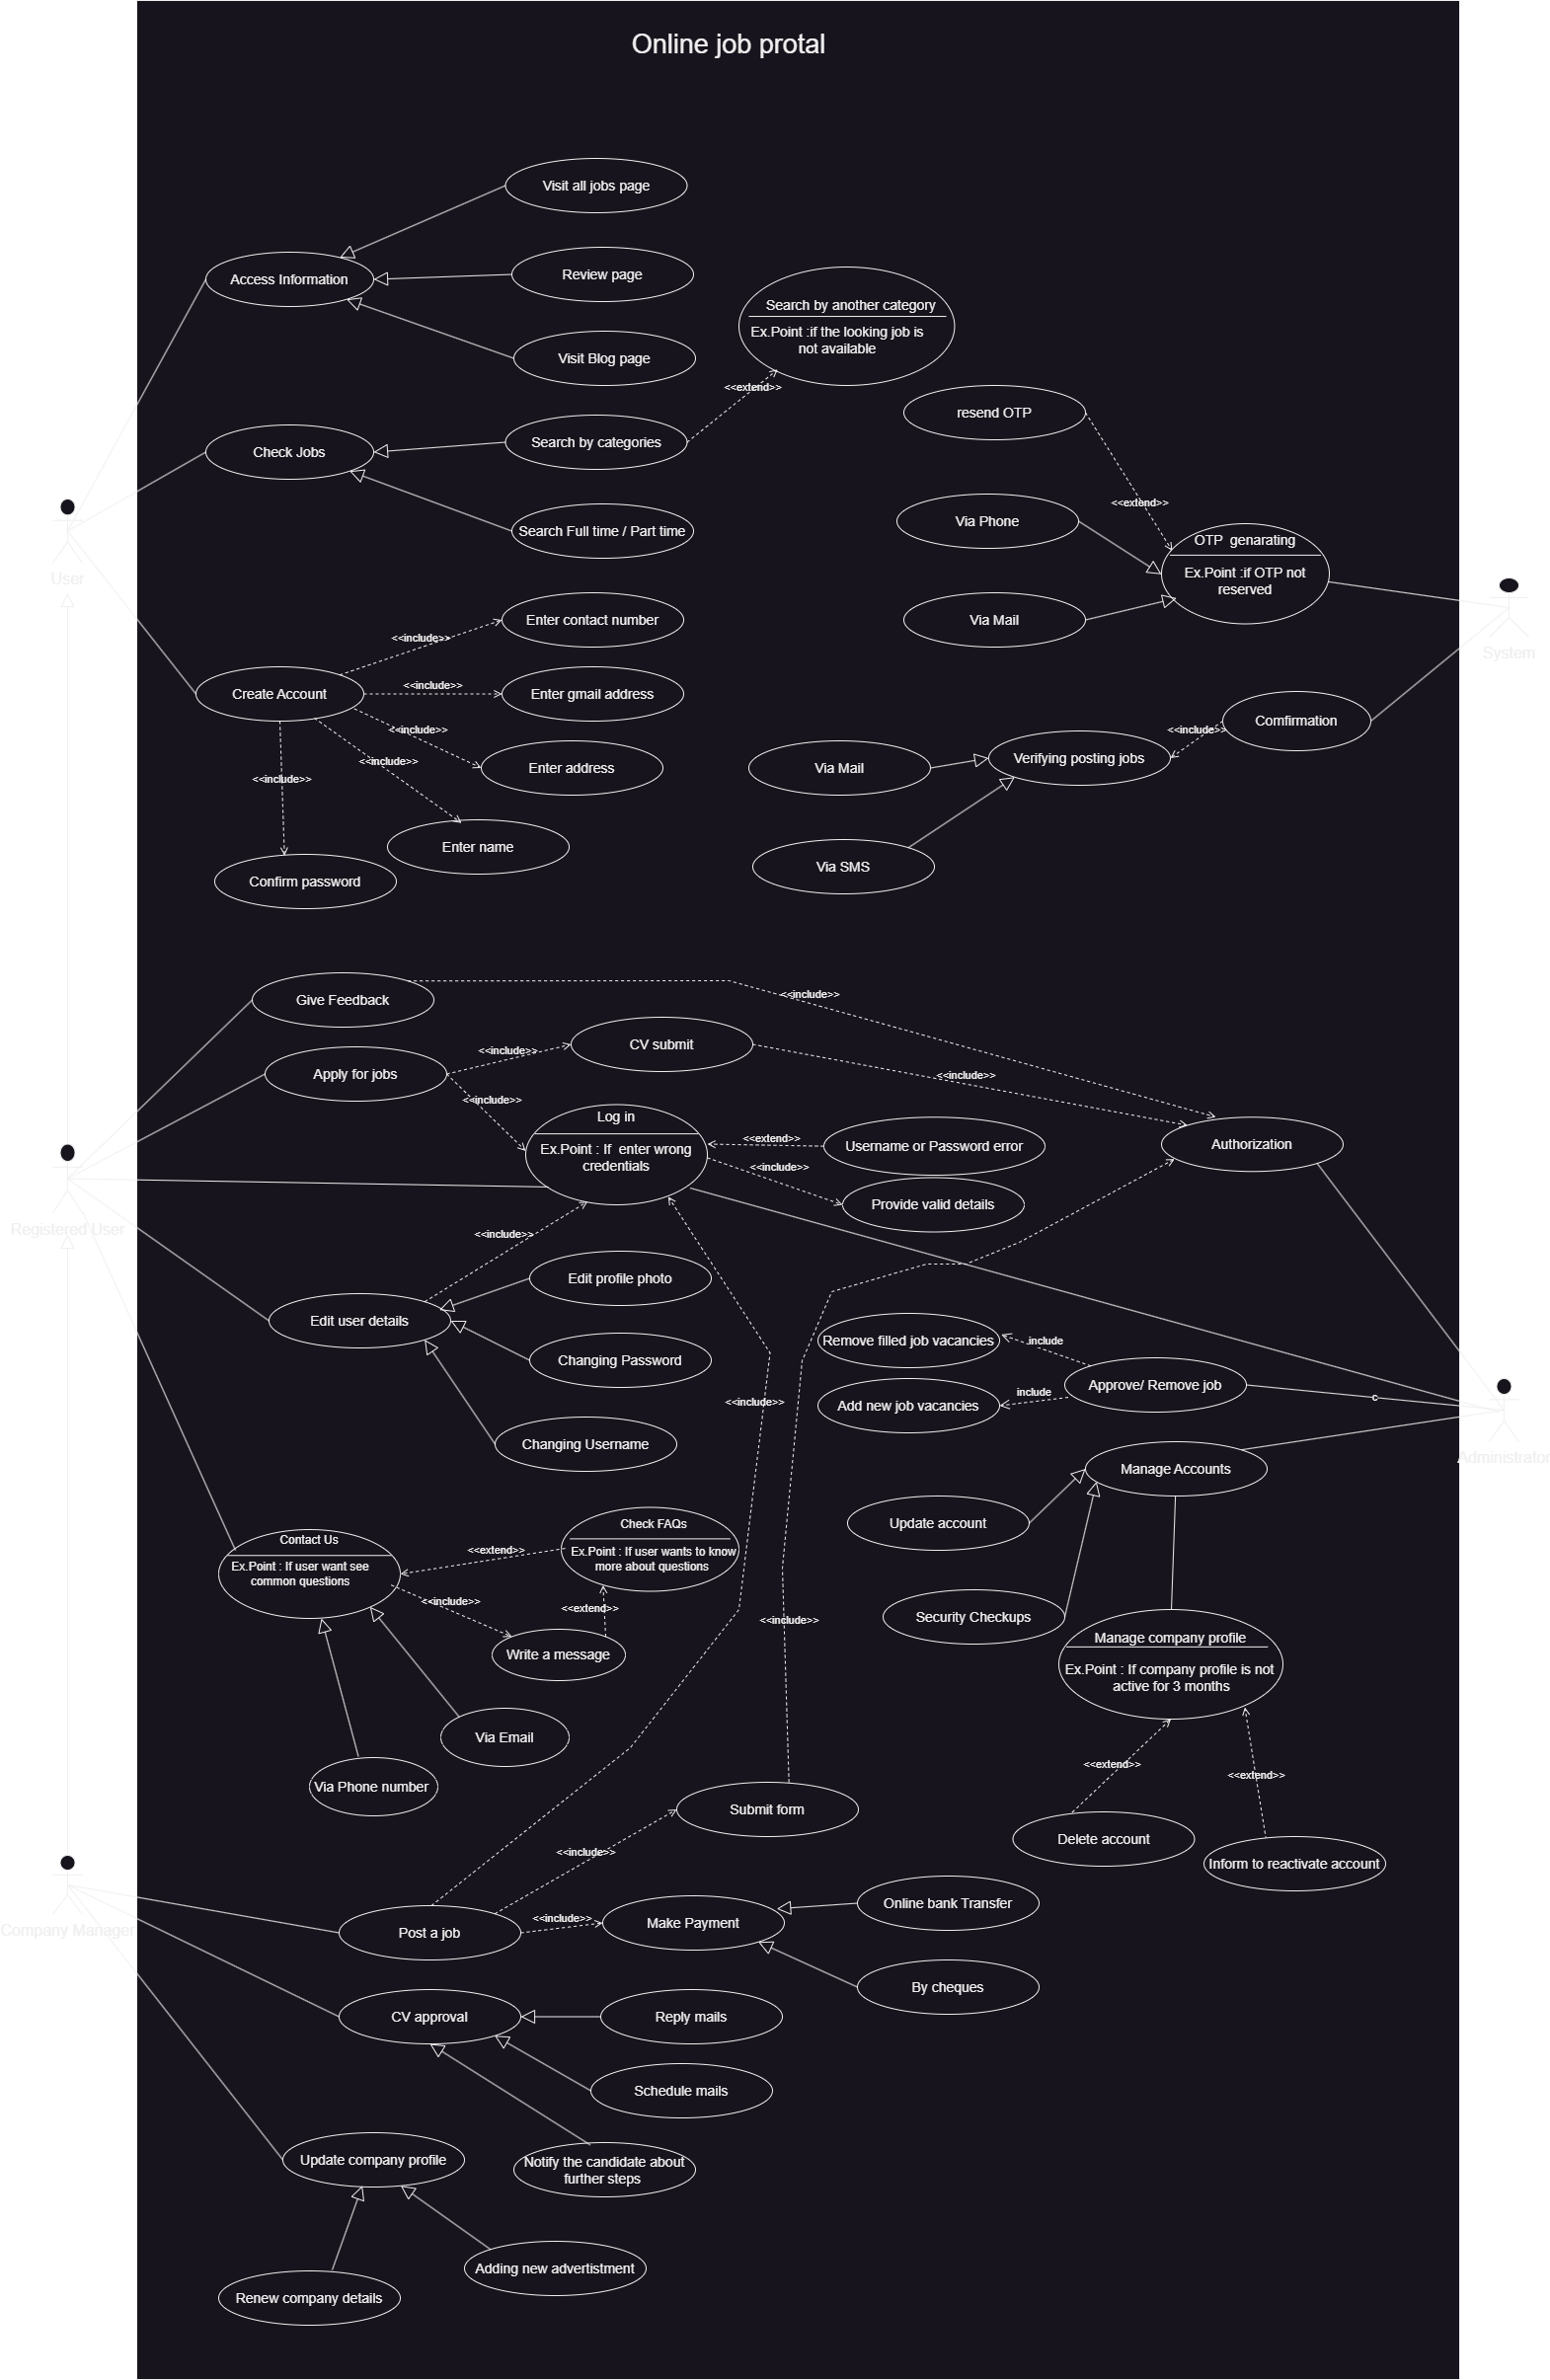 Online job protal
Visit all jobs page
Access Information
Review page
Search by another category
Ex.Point :if the looking job is
not available
Visit Blog page
<<extend>>
resend OTP
Check Jobs
Search by categories
<<extend>>
Via Phone
Search Full time / Part time
OTP  genarating
Ex.Point :if OTP not
reserved
User
Via Mail
Enter contact number
<<include>>
System
Create Account
<<include>>
Enter gmail address
<<include>>
Comfirmation
<<include>>
Verifying posting jobs
<<include>>
Enter address
Via Mail
<<include>>
Enter name
Via SMS
Confirm password
Give Feedback
<<include>>
Apply for jobs
<<include>>
CV submit
<<include>>
<<include>>
Log in
Ex.Point : If  enter wrong
credentials
<<extend>>
Username or Password error
Authorization
<<include>>
Provide valid details
Registered User
<<include>>
Edit profile photo
Edit user details
Remove filled job vacancies
include
Changing Password
Approve/ Remove job
c
<<include>>
include
Add new job vacancies
Changing Username
Administrator
Manage Accounts
Update account
Contact Us
Ex.Point : If user want see
common questions
<<extend>>
Check FAQs
Ex.Point : If user wants to know
more about questions
<<include>>
<<extend>>
<<include>>
Security Checkups
Write a message
Manage company profile
Ex.Point : If company profile is not
active for 3 months
Via Email
Via Phone number
<<extend>>
<<extend>>
Submit form
Delete account
<<include>>
Inform to reactivate account
Company Manager
Post a job
<<include>>
Make Payment
Online bank Transfer
By cheques
CV approval
Reply mails
Schedule mails
Update company profile
Notify the candidate about
further steps
Adding new advertistment
Renew company details